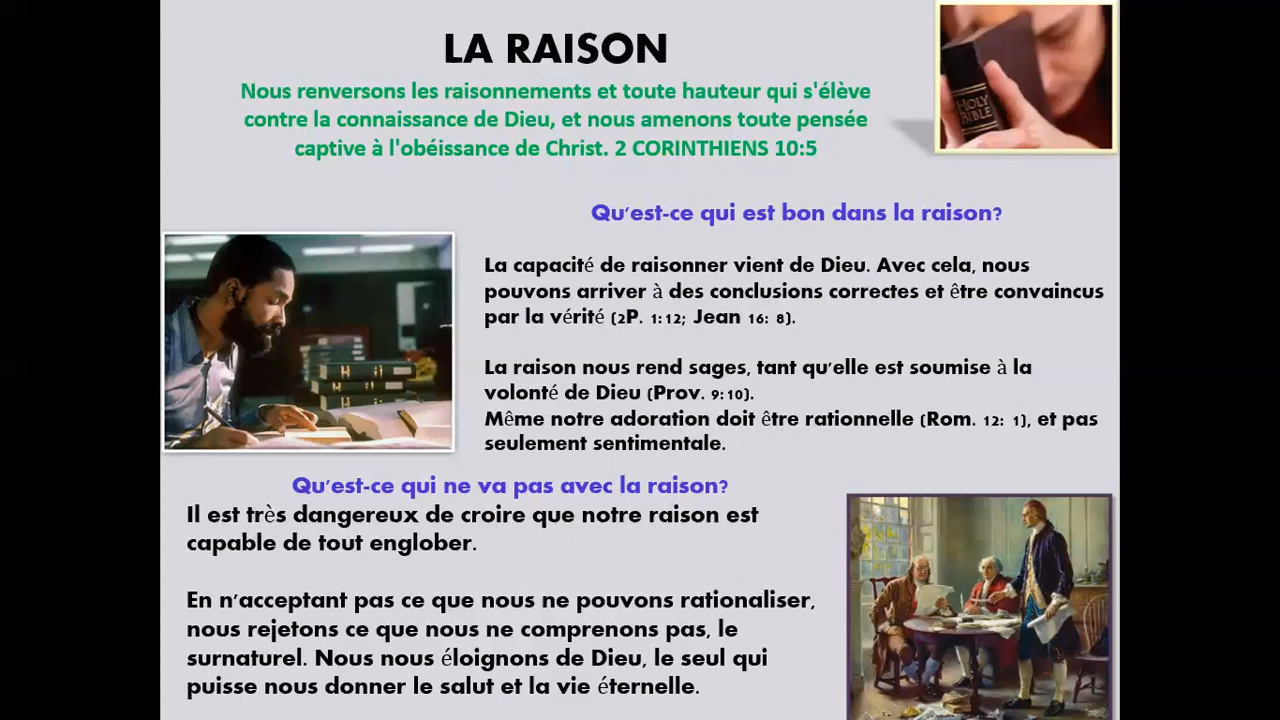 LA RAISON
Nous renversons les raisonnements et toute hauteur qui s'élève
contre la connaissance de Dieu, et nous amenons toute pensée
captive à l'obéissance de Christ. 2 CORINTHIENS 10:5
HOLY
BIBLE
Qu'est-ce qui est bon dans la raison?
La capacité de raisonner vient de Dieu. Avec cela, nous
pouvons arriver à des conclusions correctes et être convaincus
par la vérité (2P. 1:12; Jean 16: 8).
La raison nous rend sages, tant qu'elle est soumise à la
volonté de Dieu (Prov. 9:10).
Même notre adoration doit être rationnelle (Rom. 12: 1), et pas
seulement sentimentale.
Qu'est-ce qui ne va pas avec la raison?
Il est très dangereux de croire que notre raison est
capable de tout englober.
En n'acceptant pas ce que nous ne pouvons rationaliser,
nous rejetons ce que nous ne comprenons pas, le
surnaturel. Nous nous éloignons de Dieu, le seul qui
puisse nous donner le salut et la vie éternelle.